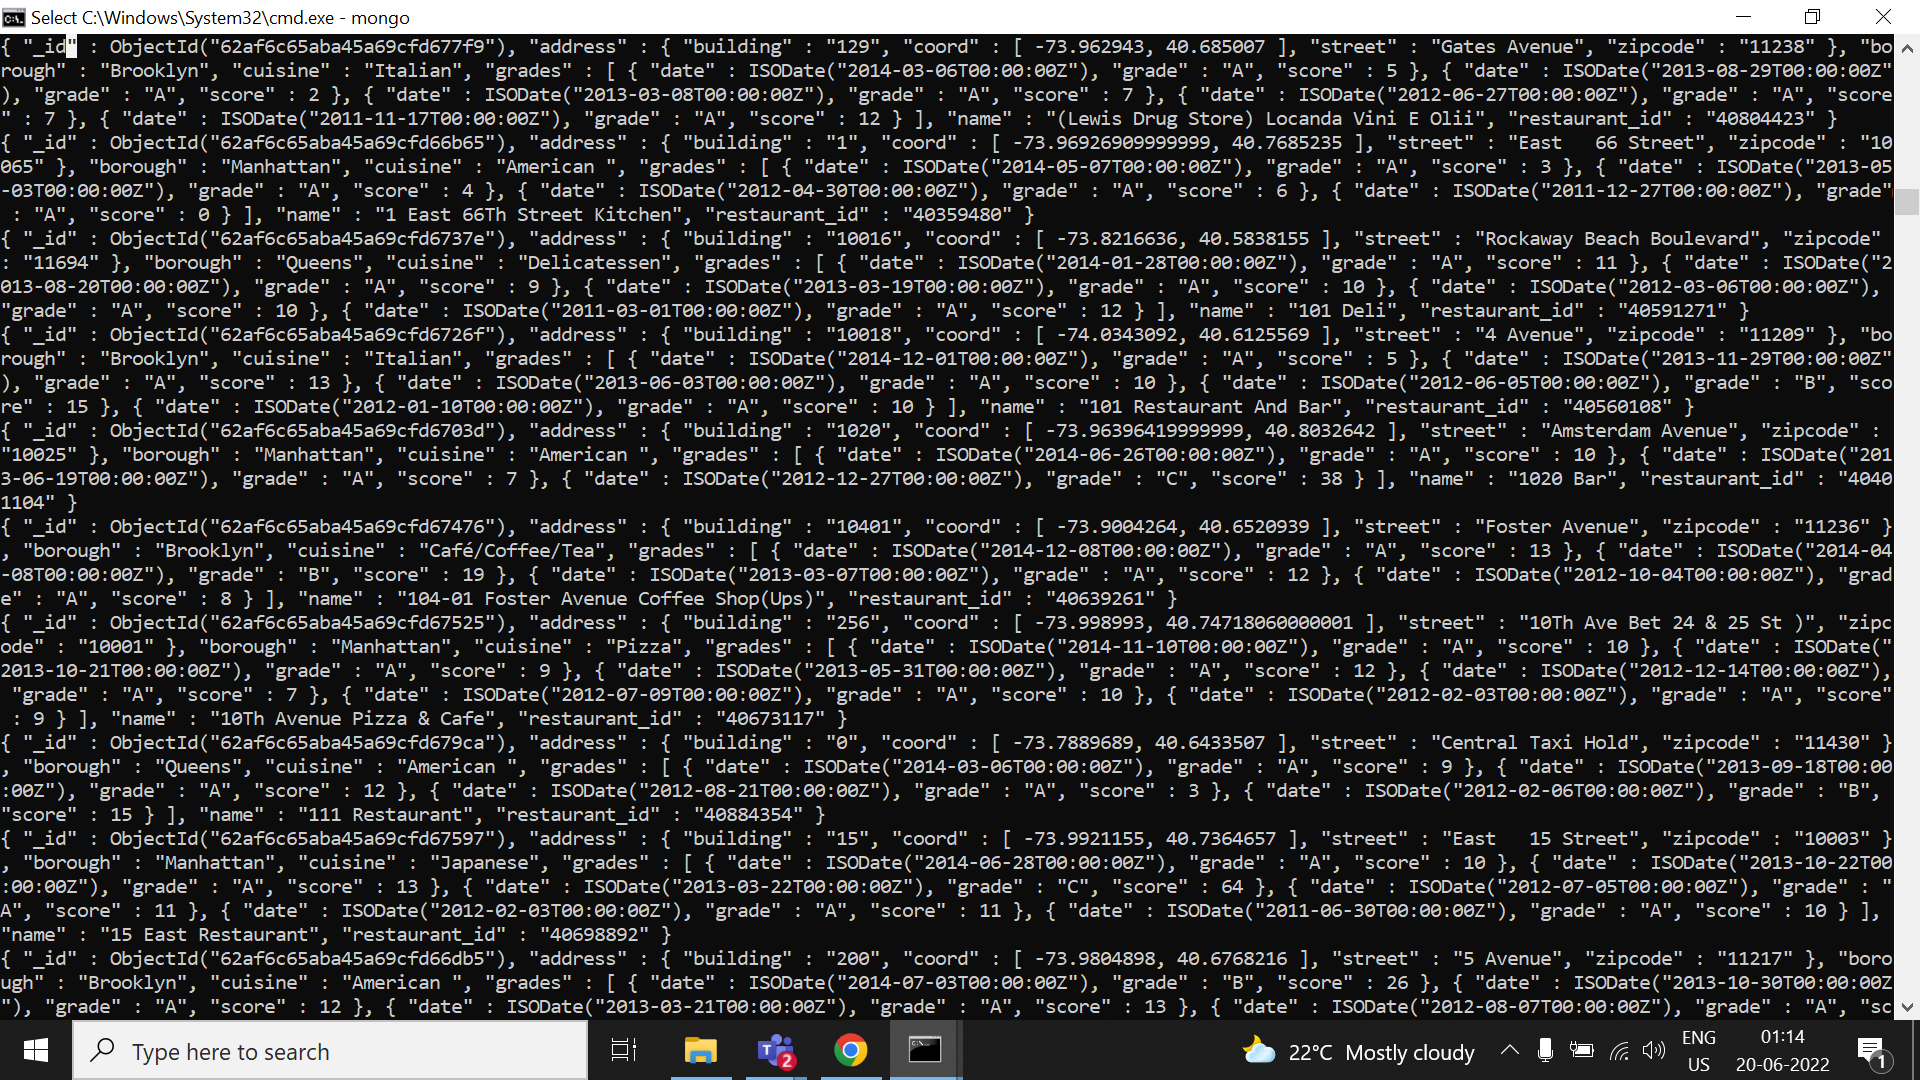 Select C:\Windows\System32\cmd.exe - mongo
{ "_id" : ObjectId("62af6c65aba45a69cfd677f9"), "address" : { "building" : "129", "coord" : [ -73.962943, 40.685007 ], "street" : "Gates Avenue", "zipcode" : "11238" }, "bo
rough" : "Brooklyn", "cuisine" : "Italian", "grades" : [ { "date" : ISODate("2014-03-06T00:00:00Z"), "grade" : "A", "score" : 5 }, { "date" : ISODate("2013-08-29T00:00:00Z"
), "grade" : "A", "score" : 2 }, { "date" : ISODate("2013-03-08T00:00:00Z"), "grade" : "A", "score" : 7 }, { "date" : ISODate("2012-06-27T00:00:00Z"), "grade" : "A", "score
" : 7 }, { "date" : ISODate("2011-11-17T00:00:00Z"), "grade" : "A", "score" : 12 } ], "name" : "(Lewis Drug Store) Locanda Vini E Olii", "restaurant_id" : "40804423" }
{ "_id" : ObjectId("62af6c65aba45a69cfd66b65"), "address" : { "building" : "1", "coord" : [ -73.96926909999999, 40.7685235 ], "street" : "East   66 Street", "zipcode" : "10
065" }, "borough" : "Manhattan", "cuisine" : "American ", "grades" : [ { "date" : ISODate("2014-05-07T00:00:00Z"), "grade" : "A", "score" : 3 }, { "date" : ISODate("2013-05
-03T00:00:00Z"), "grade" : "A", "score" : 4 }, { "date" : ISODate("2012-04-30T00:00:00Z"), "grade" : "A", "score" : 6 }, { "date" : ISODate("2011-12-27T00:00:00Z"), "grade"
 : "A", "score" : 0 } ], "name" : "1 East 66Th Street Kitchen", "restaurant_id" : "40359480" }
{ "_id" : ObjectId("62af6c65aba45a69cfd6737e"), "address" : { "building" : "10016", "coord" : [ -73.8216636, 40.5838155 ], "street" : "Rockaway Beach Boulevard", "zipcode"
: "11694" }, "borough" : "Queens", "cuisine" : "Delicatessen", "grades" : [ { "date" : ISODate("2014-01-28T00:00:00Z"), "grade" : "A", "score" : 11 }, { "date" : ISODate("2
013-08-20T00:00:00Z"), "grade" : "A", "score" : 9 }, { "date" : ISODate("2013-03-19T00:00:00Z"), "grade" : "A", "score" : 10 }, { "date" : ISODate("2012-03-06T00:00:00Z"),
"grade" : "A", "score" : 10 }, { "date" : ISODate("2011-03-01T00:00:00Z"), "grade" : "A", "score" : 12 } ], "name" : "101 Deli", "restaurant_id" : "40591271" }
{ "_id" : ObjectId("62af6c65aba45a69cfd6726f"), "address" : { "building" : "10018", "coord" : [ -74.0343092, 40.6125569 ], "street" : "4 Avenue", "zipcode" : "11209" }, "bo
rough" : "Brooklyn", "cuisine" : "Italian", "grades" : [ { "date" : ISODate("2014-12-01T00:00:00Z"), "grade" : "A", "score" : 5 }, { "date" : ISODate("2013-11-29T00:00:00Z"
), "grade" : "A", "score" : 13 }, { "date" : ISODate("2013-06-03T00:00:00Z"), "grade" : "A", "score" : 10 }, { "date" : ISODate("2012-06-05T00:00:00Z"), "grade" : "B", "sco
re" : 15 }, { "date" : ISODate("2012-01-10T00:00:00Z"), "grade" : "A", "score" : 10 } ], "name" : "101 Restaurant And Bar", "restaurant_id" : "40560108" }
{ "_id" : ObjectId("62af6c65aba45a69cfd6703d"), "address" : { "building" : "1020", "coord" : [ -73.96396419999999, 40.8032642 ], "street" : "Amsterdam Avenue", "zipcode" :
"10025" }, "borough" : "Manhattan", "cuisine" : "American ", "grades" : [ { "date" : ISODate("2014-06-26T00:00:00Z"), "grade" : "A", "score" : 10 }, { "date" : ISODate("201
3-06-19T00:00:00Z"), "grade" : "A", "score" : 7 }, { "date" : ISODate("2012-12-27T00:00:00Z"), "grade" : "C", "score" : 38 } ], "name" : "1020 Bar", "restaurant_id" : "4040
1104" }
{ "_id" : ObjectId("62af6c65aba45a69cfd67476"), "address" : { "building" : "10401", "coord" : [ -73.9004264, 40.6520939 ], "street" : "Foster Avenue", "zipcode" : "11236" }
, "borough" : "Brooklyn", "cuisine" : "Café/Coffee/Tea", "grades" : [ { "date" : ISODate("2014-12-08T00:00:00Z"), "grade" : "A", "score" : 13 }, { "date" : ISODate("2014-04
-08T00:00:00Z"), "grade" : "B", "score" : 19 }, { "date" : ISODate("2013-03-07T00:00:00Z"), "grade" : "A", "score" : 12 }, { "date" : ISODate("2012-10-04T00:00:00Z"), "grad
e" : "A", "score" : 8 } ], "name" : "104-01 Foster Avenue Coffee Shop(Ups)", "restaurant_id" : "40639261" }
{ "_id" : ObjectId("62af6c65aba45a69cfd67525"), "address" : { "building" : "256", "coord" : [ -73.998993, 40.74718060000001 ], "street" : "10Th Ave Bet 24 & 25 St )", "zipc
ode" : "10001" }, "borough" : "Manhattan", "cuisine" : "Pizza", "grades" : [ { "date" : ISODate("2014-11-10T00:00:00Z"), "grade" : "A", "score" : 10 }, { "date" : ISODate("
2013-10-21T00:00:00Z"), "grade" : "A", "score" : 9 }, { "date" : ISODate("2013-05-31T00:00:00Z"), "grade" : "A", "score" : 12 }, { "date" : ISODate("2012-12-14T00:00:00Z"),
 "grade" : "A", "score" : 7 }, { "date" : ISODate("2012-07-09T00:00:00Z"), "grade" : "A", "score" : 10 }, { "date" : ISODate("2012-02-03T00:00:00Z"), "grade" : "A", "score"
 : 9 } ], "name" : "10Th Avenue Pizza & Cafe", "restaurant_id" : "40673117" }
{ "_id" : ObjectId("62af6c65aba45a69cfd679ca"), "address" : { "building" : "0", "coord" : [ -73.7889689, 40.6433507 ], "street" : "Central Taxi Hold", "zipcode" : "11430" }
, "borough" : "Queens", "cuisine" : "American ", "grades" : [ { "date" : ISODate("2014-03-06T00:00:00Z"), "grade" : "A", "score" : 9 }, { "date" : ISODate("2013-09-18T00:00
:00Z"), "grade" : "A", "score" : 12 }, { "date" : ISODate("2012-08-21T00:00:00Z"), "grade" : "A", "score" : 3 }, { "date" : ISODate("2012-02-06T00:00:00Z"), "grade" : "B",
"score" : 15 } ], "name" : "111 Restaurant", "restaurant_id" : "40884354" }
{ "_id" : ObjectId("62af6c65aba45a69cfd67597"), "address" : { "building" : "15", "coord" : [ -73.9921155, 40.7364657 ], "street" : "East   15 Street", "zipcode" : "10003" }
, "borough" : "Manhattan", "cuisine" : "Japanese", "grades" : [ { "date" : ISODate("2014-06-28T00:00:00Z"), "grade" : "A", "score" : 10 }, { "date" : ISODate("2013-10-22T00
:00:00Z"), "grade" : "A", "score" : 13 }, { "date" : ISODate("2013-03-22T00:00:00Z"), "grade" : "C", "score" : 64 }, { "date" : ISODate("2012-07-05T00:00:00Z"), "grade" : "
A", "score" : 11 }, { "date" : ISODate("2012-02-03T00:00:00Z"), "grade" : "A", "score" : 11 }, { "date" : ISODate("2011-06-30T00:00:00Z"), "grade" : "A", "score" : 10 } ],
"name" : "15 East Restaurant", "restaurant_id" : "40698892" }
{ "_id" : ObjectId("62af6c65aba45a69cfd66db5"), "address" : { "building" : "200", "coord" : [ -73.9804898, 40.6768216 ], "street" : "5 Avenue", "zipcode" : "11217" }, "boro
ugh" : "Brooklyn", "cuisine" : "American ", "grades" : [ { "date" : ISODate("2014-07-03T00:00:00Z"), "grade" : "B", "score" : 26 }, { "date" : ISODate("2013-10-30T00:00:00Z
"), "grade" : "A", "score" : 12 }, { "date" : ISODate("2013-03-21T00:00:00Z"), "grade" : "A", "score" : 13 }, { "date" : ISODate("2012-08-07T00:00:00Z"), "grade" : "A", "sc
Type here to search
2
22°C Mostly cloudy
ENG
US
01:14
20-06-2022
1